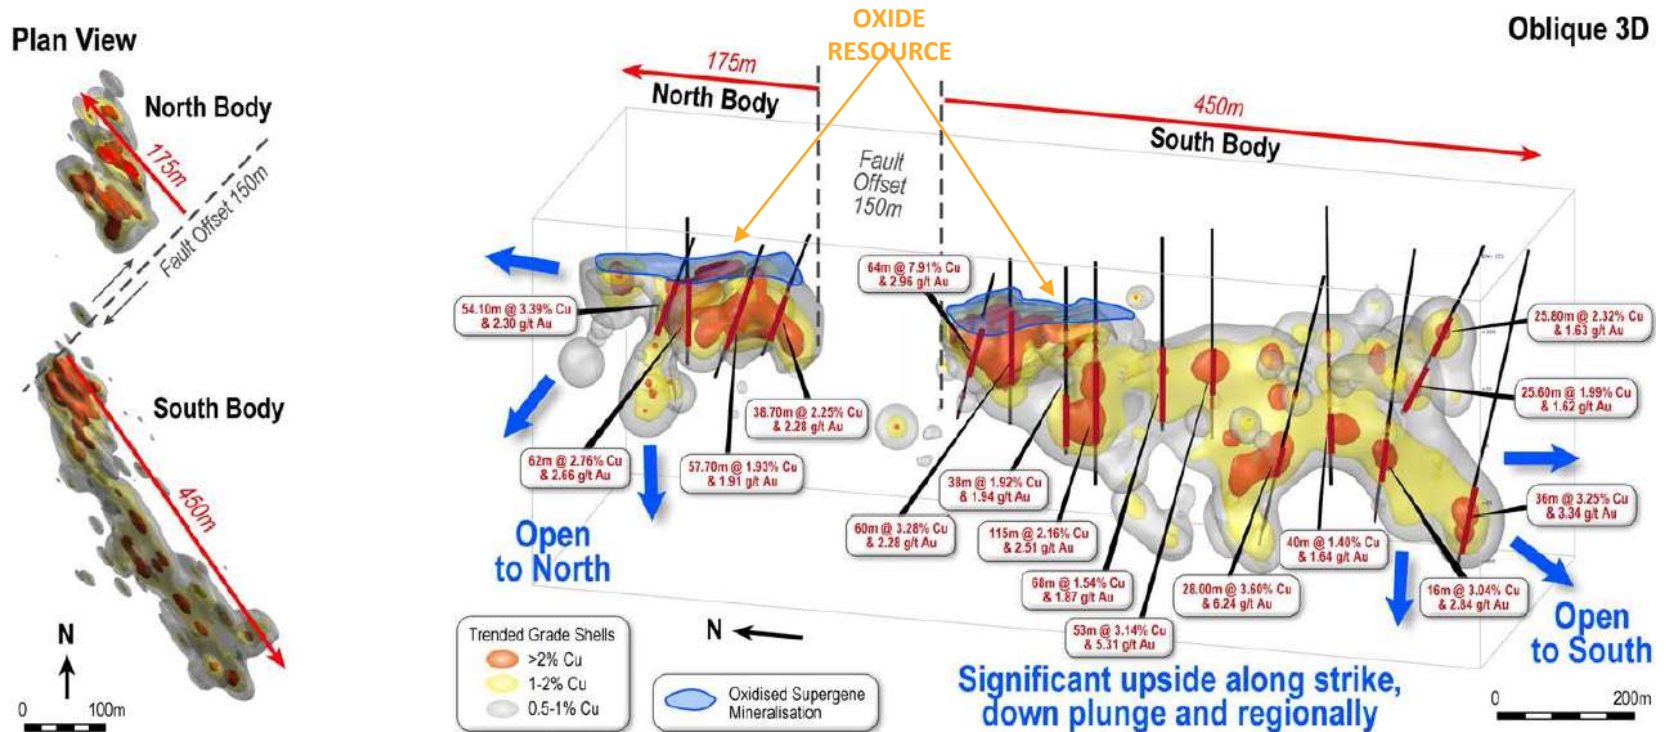 Plan View
North Body
175m
Fault Offset 150m
South Body
450m
N
0
100m
OXIDE
RESOURCE
Oblique 3D
175m
North Body
450m
South Body
Fault
Offset
150m
64m @ 7.91% Cu
& 2.96 g/t Au
54.10m @ 3.39% Cu
& 2.30 g/t Au
25.80m @ 2.32% Cu
& 1.63 g/t Au
25.60m @ 1.99% Cu
& 1.62 g/t Au
38.70m @ 2.25% Cu
& 2.28 g/t Au
62m @ 2.76% Cu
& 2.66 g/t Au
57.70m @ 1.93% Cu
& 1.91 g/t Au
38m @ 1.92% Cu
& 1.94 g/t Au
60m @ 3.28% Cu
& 2.28 g/t Au
115m @ 2.16% Cu
& 2.51 g/t Au
36m @ 3.25% Cu
& 3.34 g/t Au
40m @ 1.40% Cu
& 1.64 g/t Au
68m @ 1.54% Cu
& 1.87 g/t Au
28.00m @ 3.60% Cu
& 6.24 g/t Au
16m @ 3.04% Cu
& 2.84 g/t Au
53m @ 3.14% Cu
& 5.31 g/t Au
Open
to North
Open
to South
N
Trended Grade Shells
>2% Cu
1-2% Cu
0.5-1% Cu
Oxidised Supergene
Mineralisation
Significant upside along strike,
down plunge and regionally
0
200m